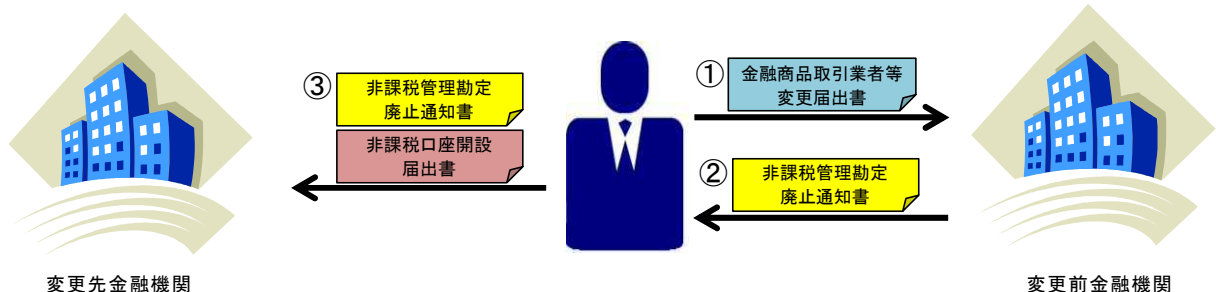 ①
金融商品取引業者等
変更届出書
②
非課税管理勘定
廃止通知書
③
非課税管理勘定
廃止通知書
非課税口座開設
届出書
変更先金融機関
変更前金融機関